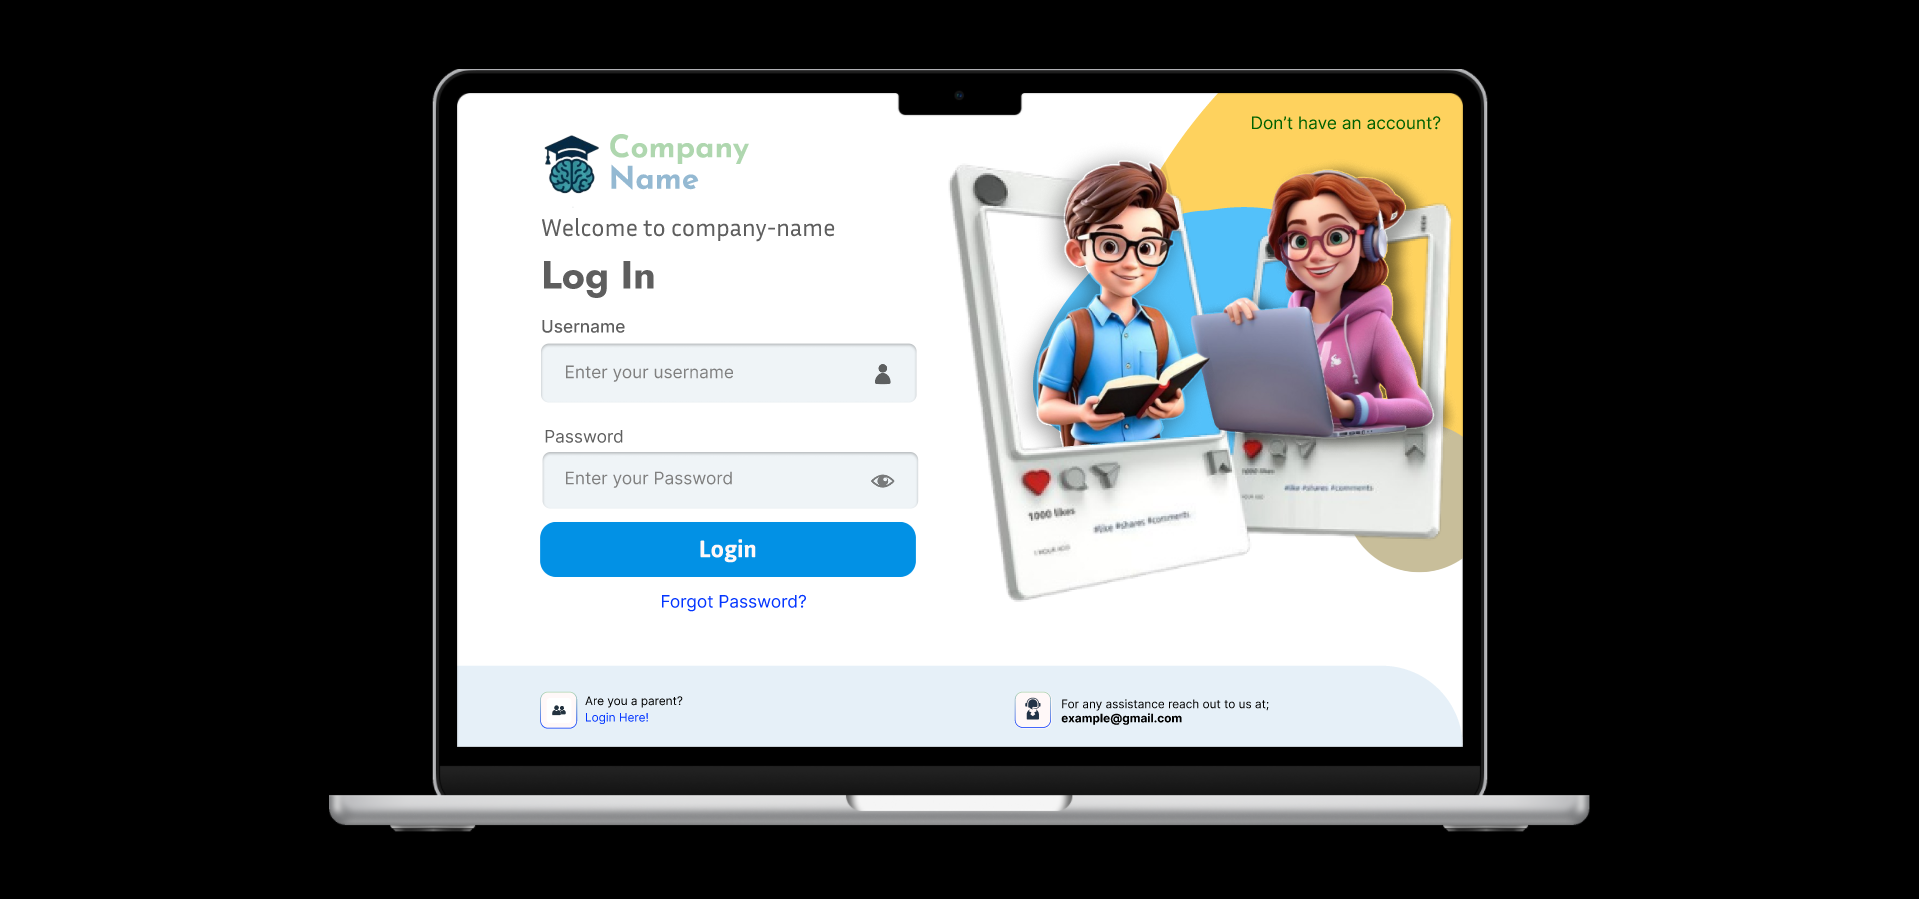 Don't have an account?
Company
Name
Welcome to company-name
Log In
Username
Enter your username
Password
Enter your Password
Login
Forgot Password?
1000 likes
#like #shares #comments
1 HOUR AGO
1000 likes
#like #shares #comments
HOUR AGO
Are you a parent?
Login Here!
For any assistance reach out to us at;
example@gmail.com